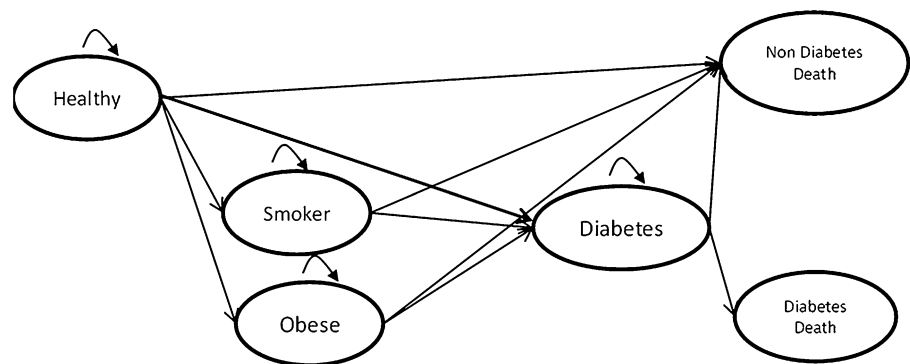 Healthy
Non Diabetes
Death
Smoker
Diabetes
Obese
Diabetes
Death